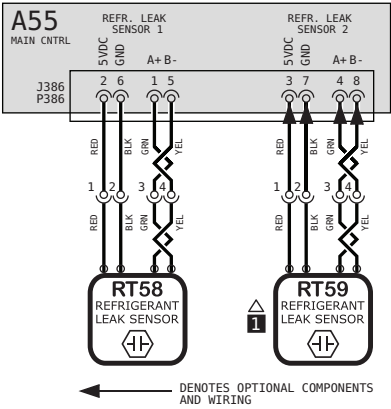 A55
MAIN CNTRL
REFR. LEAK
SENSOR 1
REFR. LEAK
SENSOR 2
5VDC
GND
A+ B-
5VDC
GND
A+ B-
J386
P386
2 6 1 5 3 7 4 8
RED BLK GRN YEL RED BLK GRN YEL
1 2 3 4 1 2 3 4
RED BLK GRN YEL RED BLK GRN YEL
RT58
REFRIGERANT
LEAK SENSOR
1
RT59
REFRIGERANT
LEAK SENSOR
DENOTES OPTIONAL COMPONENTS
AND WIRING